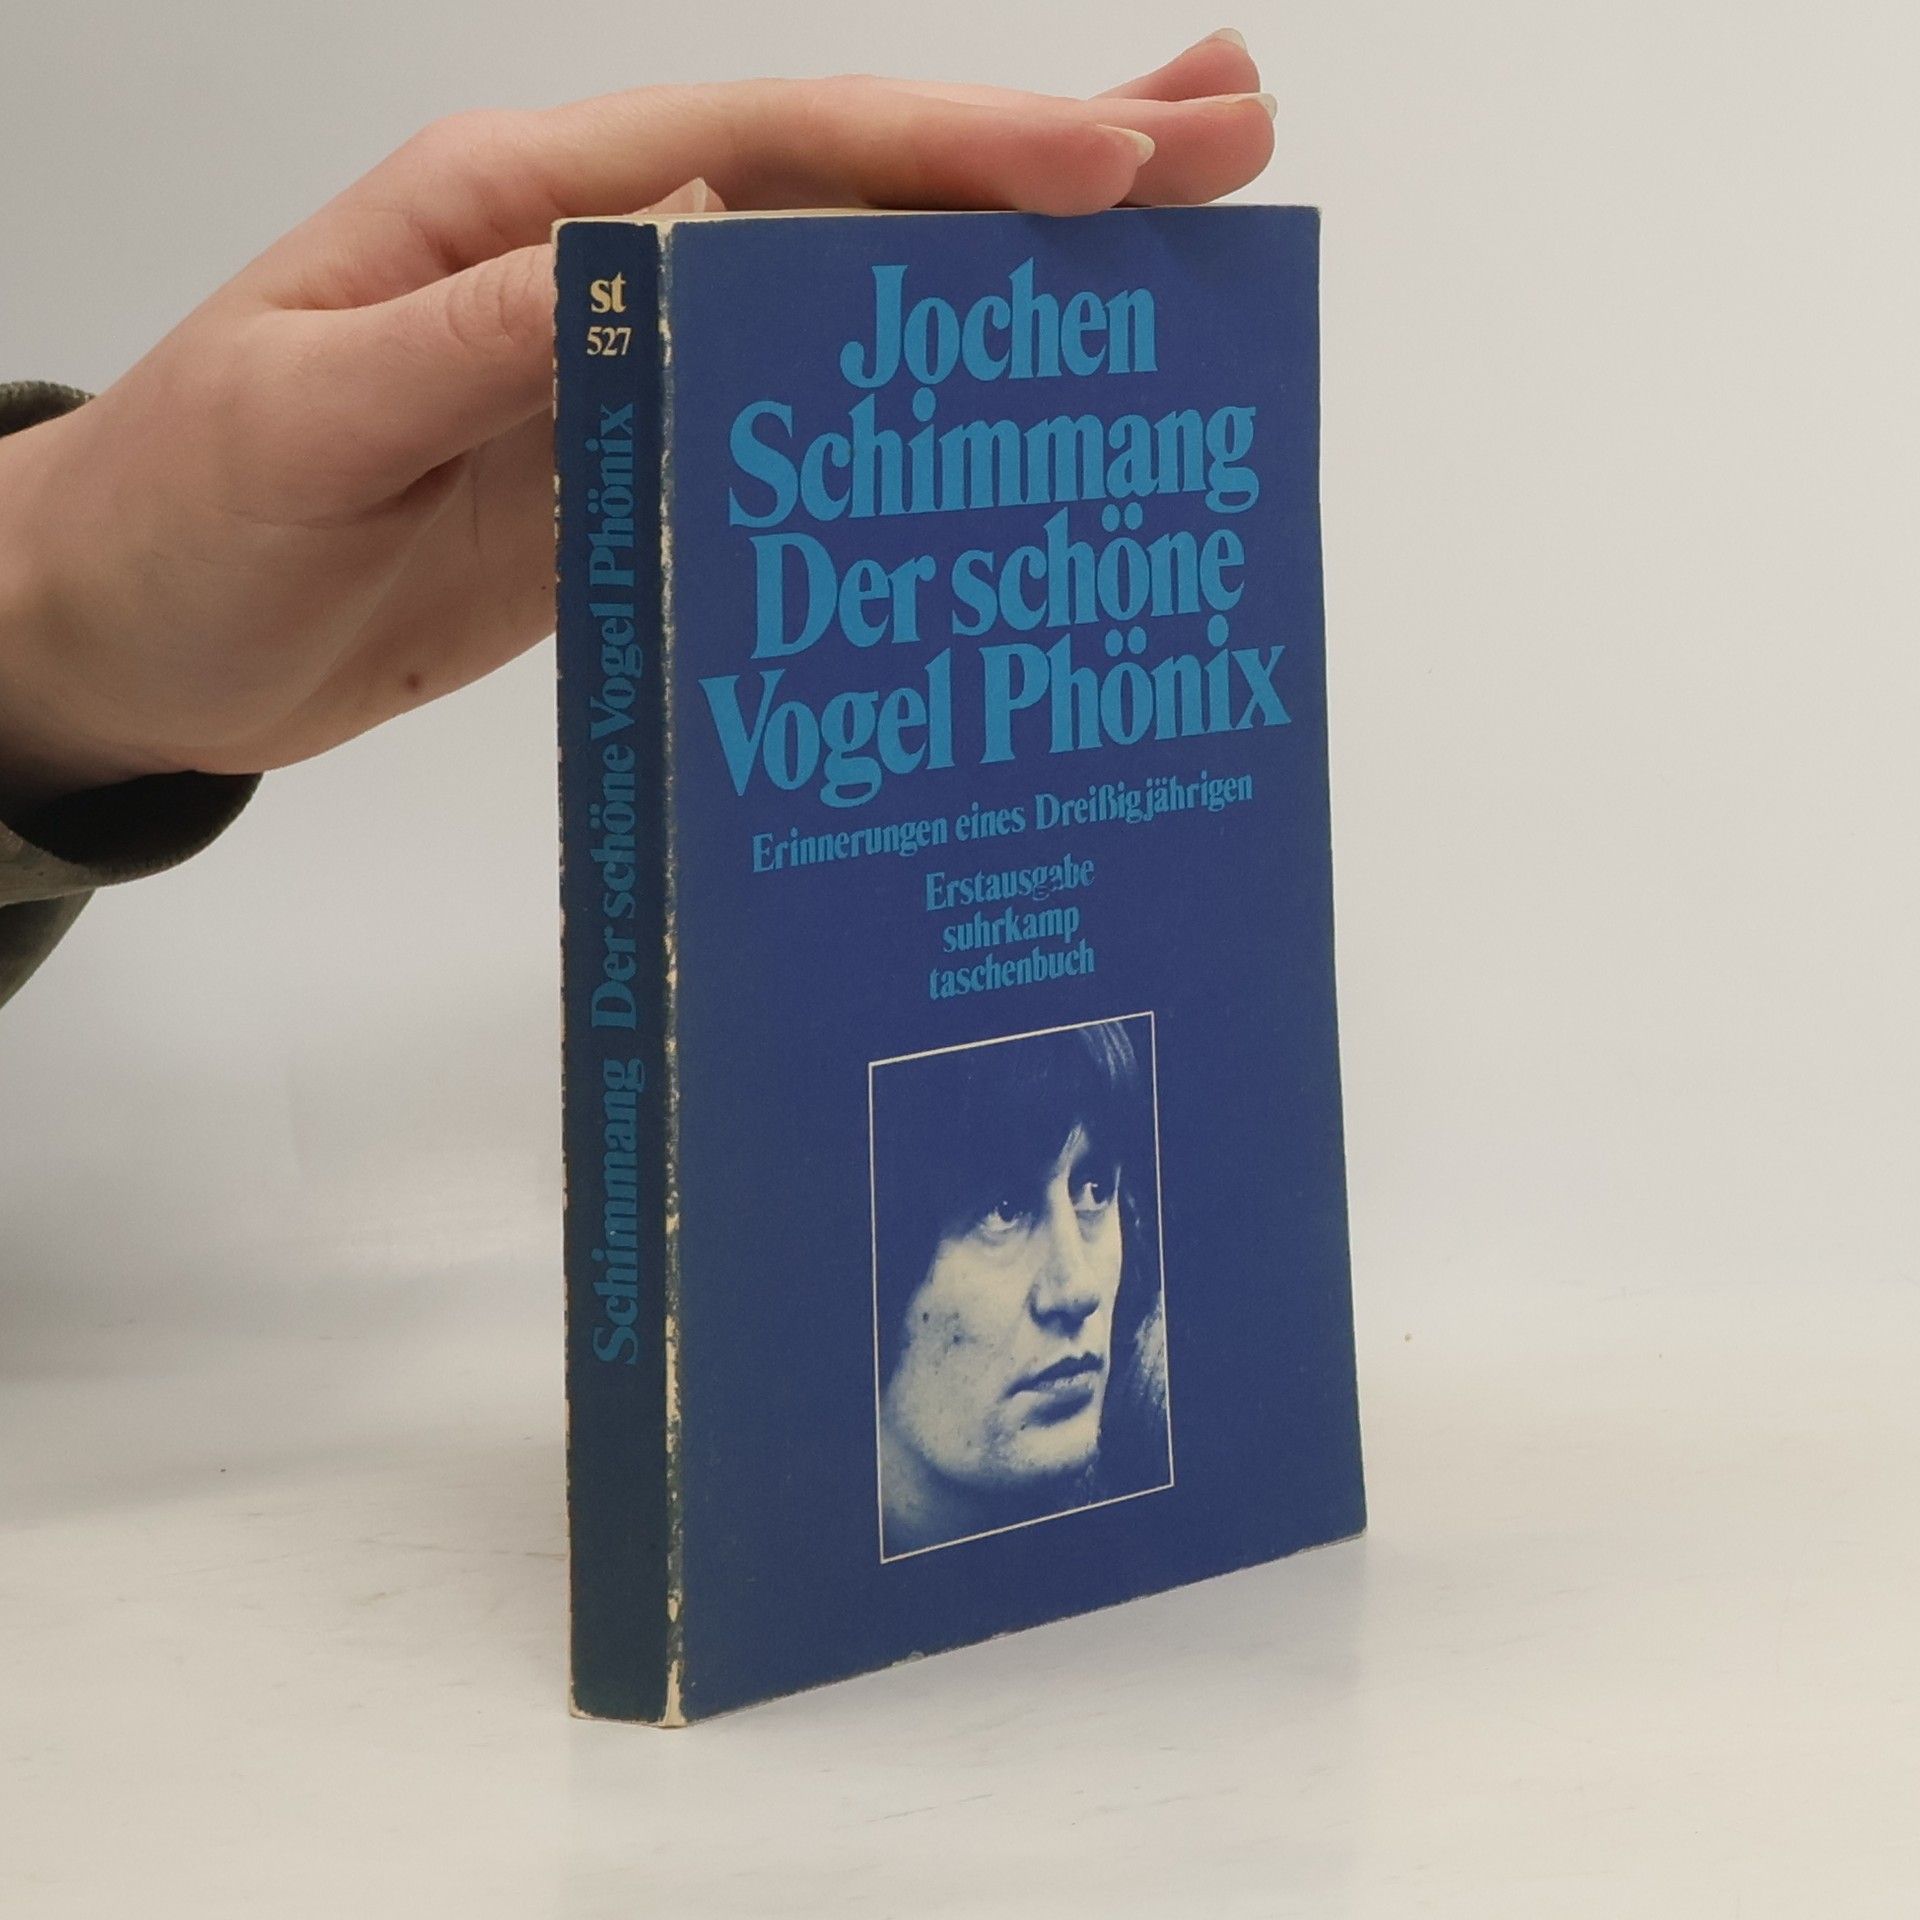 st
527
Schimmang Der schöne Vogel Phönix
Jochen
Schimmang
Der schöne
Vogel Phönix
Erinnerungen eines Dreißigjährigen
Erstausgabe
suhrkamp
taschenbuch